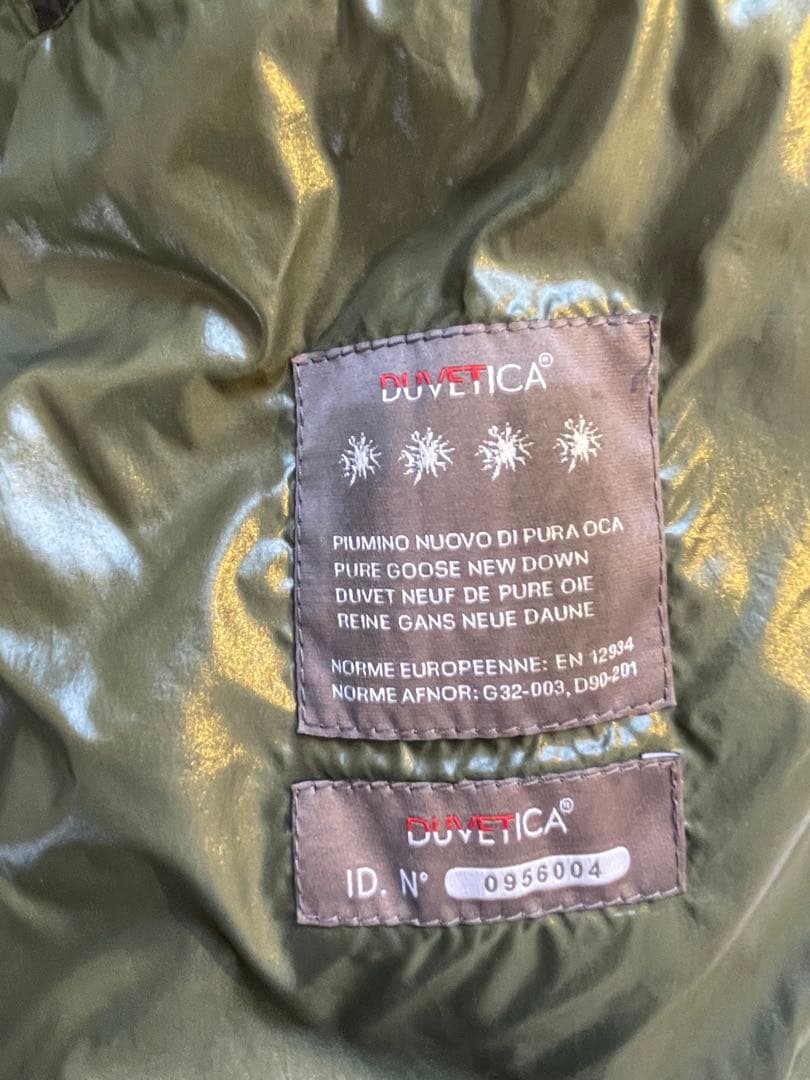 DUVETICA®
PIUMINO NUOVO DI PURA OCA
PURE GOOSE NEW DOWN
DUVET NEUF DE PURE OIE
REINE GANS NEUE DAUNE
NORME EUROPEENNE: EN 12934
NORME AFNOR: G32-003, D90-201
DUVETICA®
ID. N° 0956004